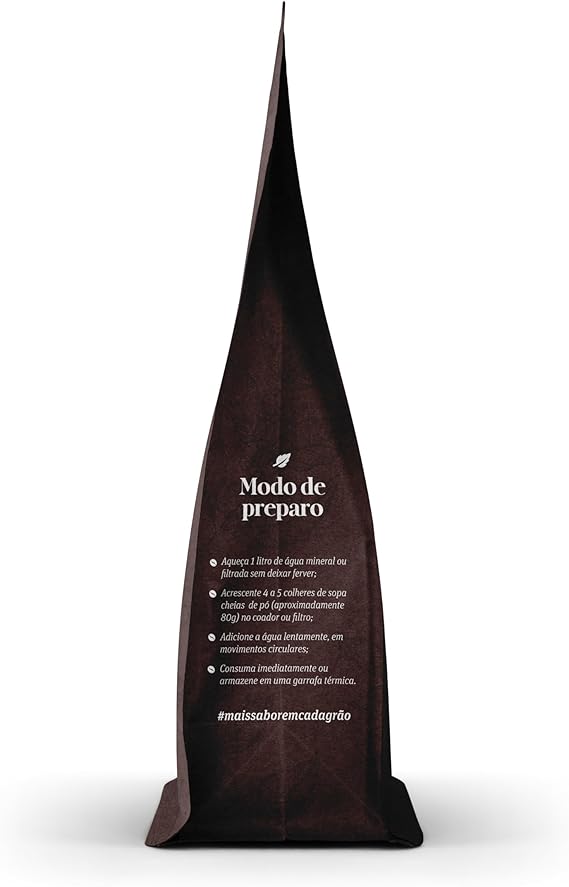 Modo de
preparo
Aqueça 1 litro de água mineral ou
filtrada sem deixar ferver;
Acrescente 4 a 5 colheres de sopa
cheias de pó (aproximadamente
80g) no coador ou filtro;
Adicione a água lentamente, em
movimentos circulares;
Consuma imediatamente ou
armazene em uma garrafa térmica.
#maissaboremcadagrão